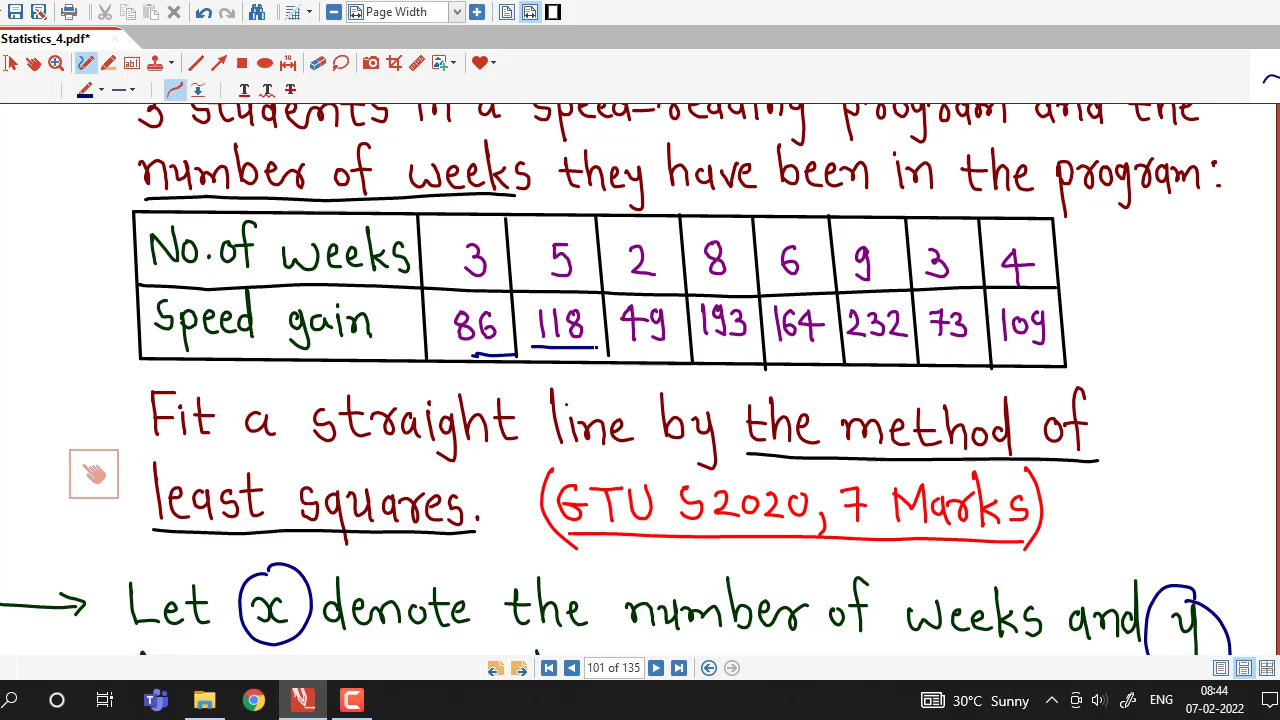 Page Width
Statistics_4.pdf*
3 students in a speed-reading program and the
number of weeks they have been in the program:
No. of weeks 3 5 2 8 6 9 3 4
Speed gain 86 118 49 193 164 232 73 109
Fit a straight line by the method of
least squares. (GTU S2020, 7 Marks)
Let x denote the number of weeks and y
101 of 135
30°C Sunny
ENG
08:44
07-02-2022